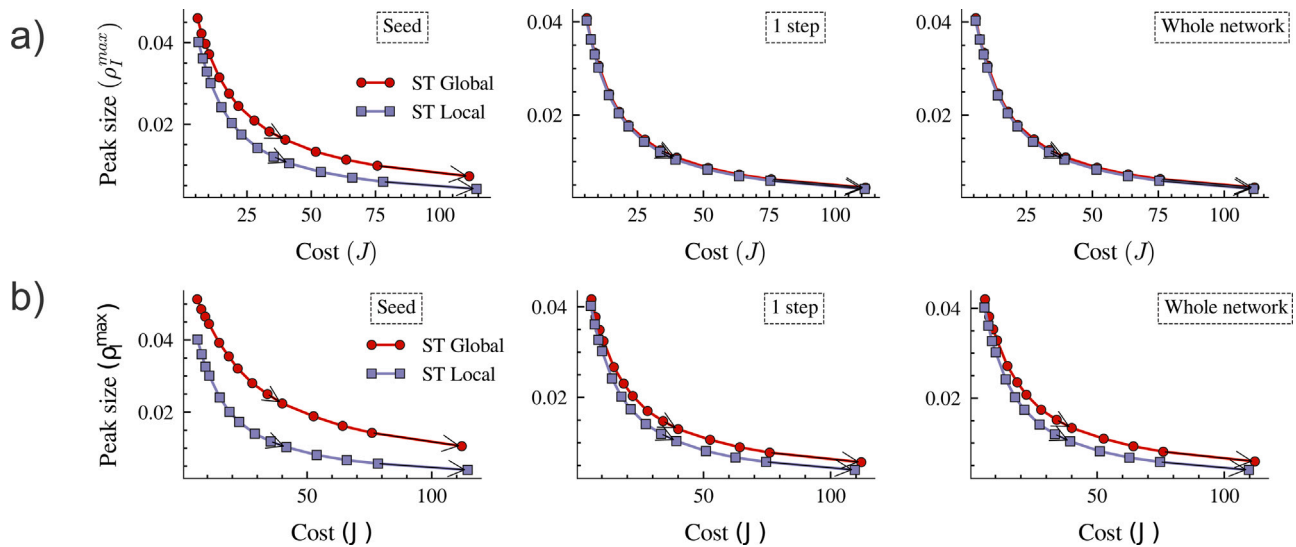 a)
Seed
1 step
Whole network
Peak size (ρ_I^max)
0.04
0.02
ST Global
ST Local
25
50
75
100
Cost (J)
0.04
0.02
25
50
75
100
Cost (J)
0.04
0.02
25
50
75
100
Cost (J)
b)
Seed
1 step
Whole network
Peak size (ρ_I^max)
0.04
0.02
ST Global
ST Local
50
100
Cost (J)
0.04
0.02
50
100
Cost (J)
0.04
0.02
50
100
Cost (J)